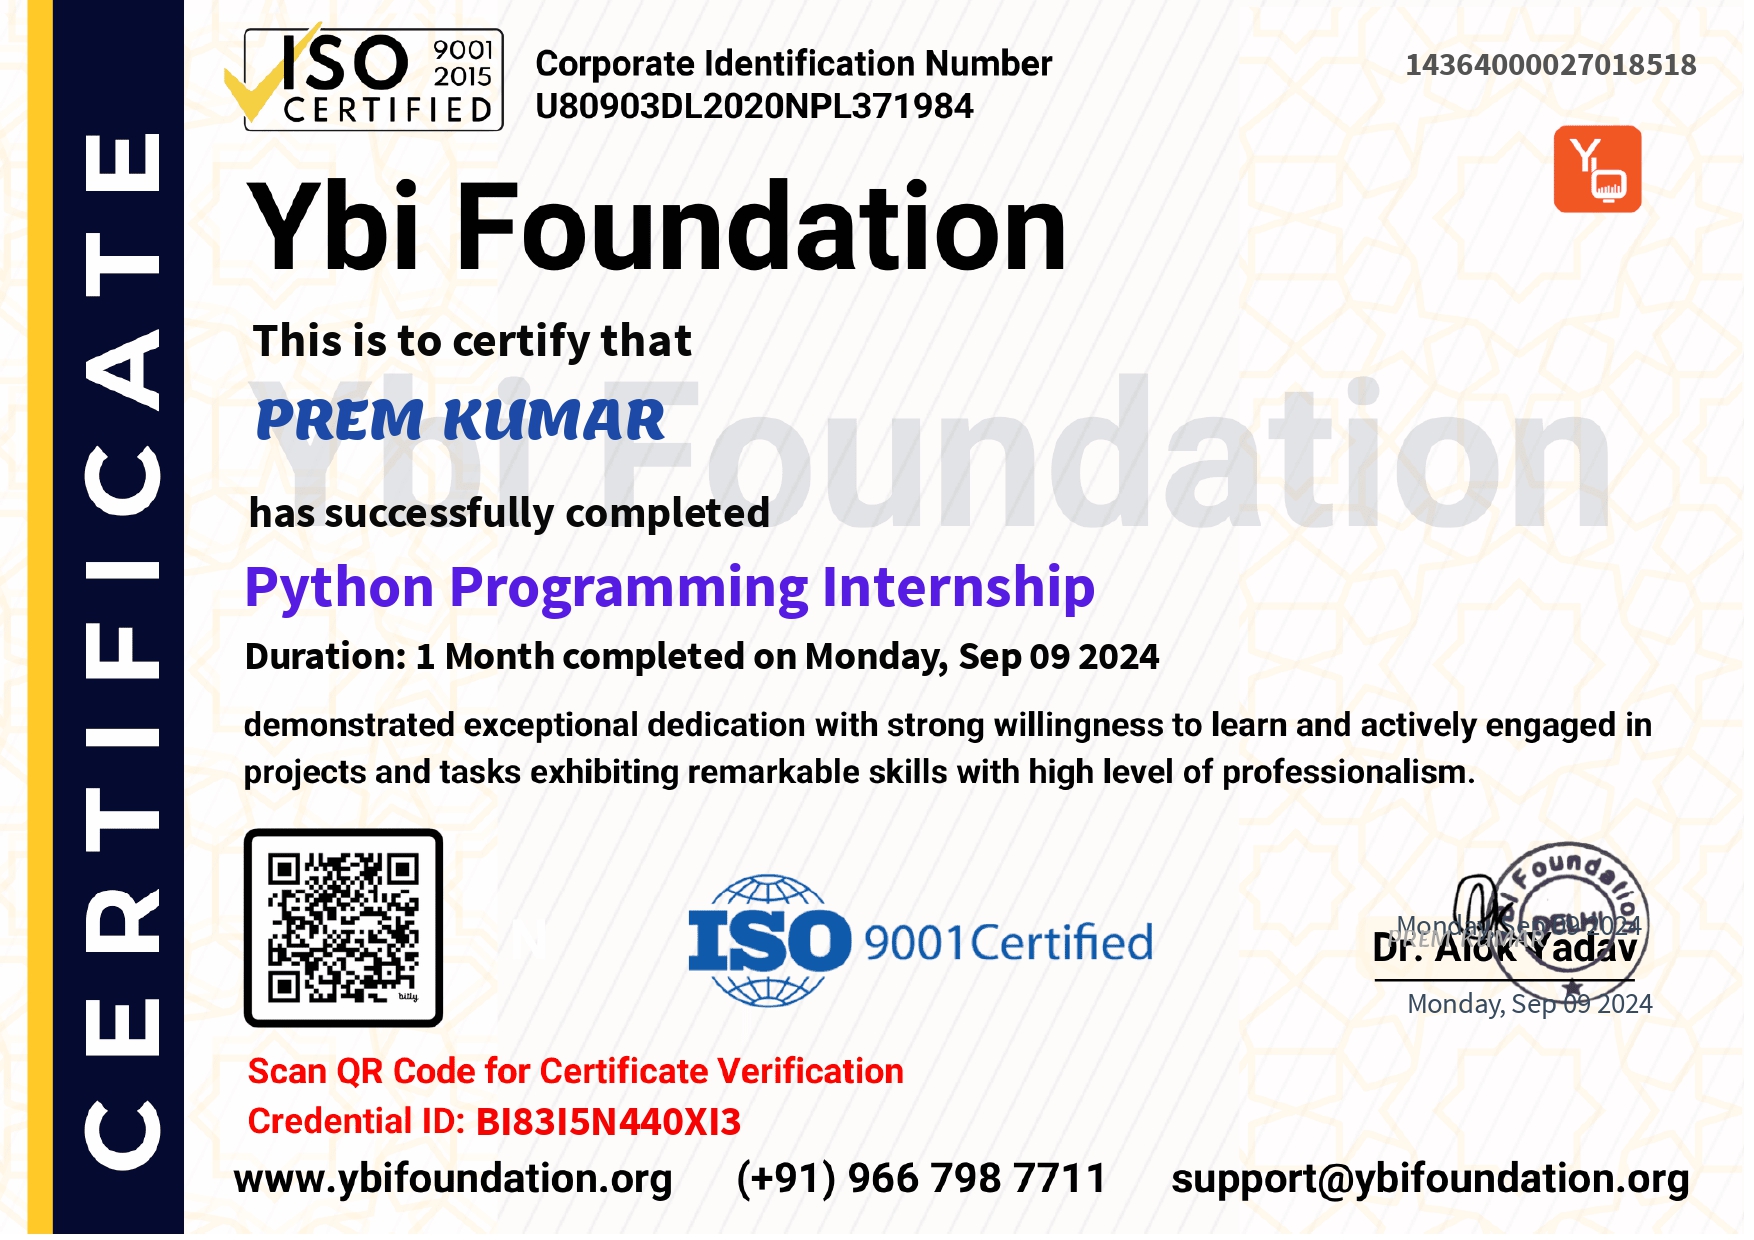 CERTIFICATE
ISO 9001
2015
CERTIFIED
Corporate Identification Number
U80903DL2020NPL371984
14364000027018518
Yb
Ybi Foundation
This is to certify that
Ybi Foundation
PREM KUMAR
has successfully completed
Python Programming Internship
Duration: 1 Month completed on Monday, Sep 09 2024
demonstrated exceptional dedication with strong willingness to learn and actively engaged in
projects and tasks exhibiting remarkable skills with high level of professionalism.
bitly
ISO 9001 Certified
Ybi Foundation
DELHI
Monday, Sep 09 2024
PREM KUMAR
Dr. Alok Yadav
Monday, Sep 09 2024
Scan QR Code for Certificate Verification
Credential ID: BI83I5N440XI3
www.ybifoundation.org (+91) 966 798 7711 support@ybifoundation.org